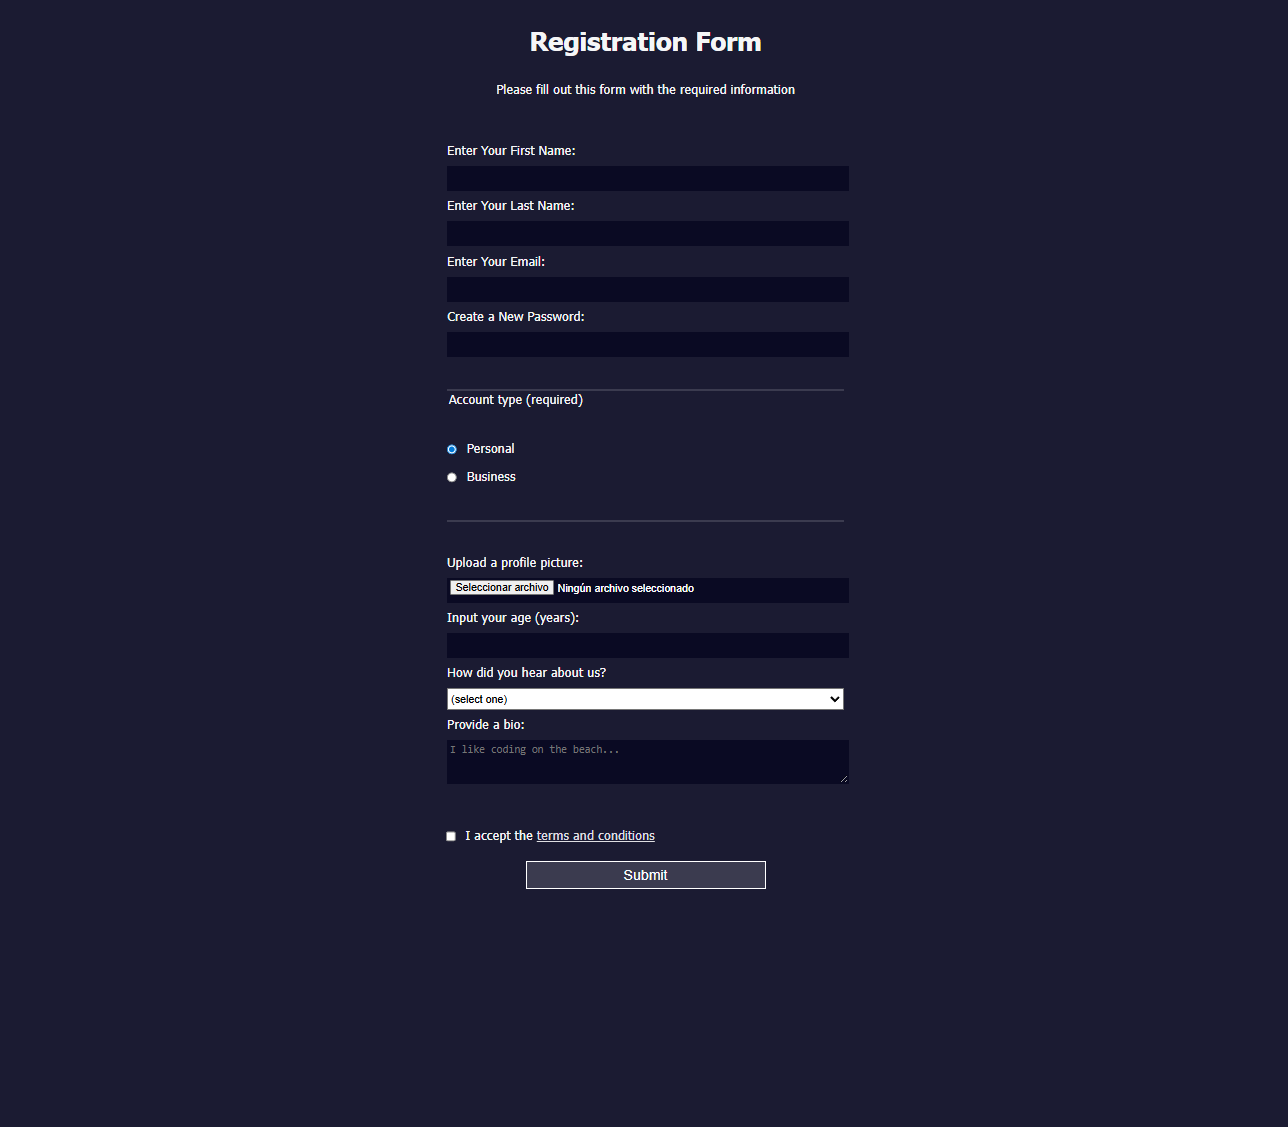 Registration Form
Please fill out this form with the required information
Enter Your First Name:
Enter Your Last Name:
Enter Your Email:
Create a New Password:
Account type (required)
Personal
Business
Upload a profile picture:
Seleccionar archivo Ningún archivo seleccionado
Input your age (years):
How did you hear about us?
(select one)
Provide a bio:
I like coding on the beach...
I accept the terms and conditions
Submit